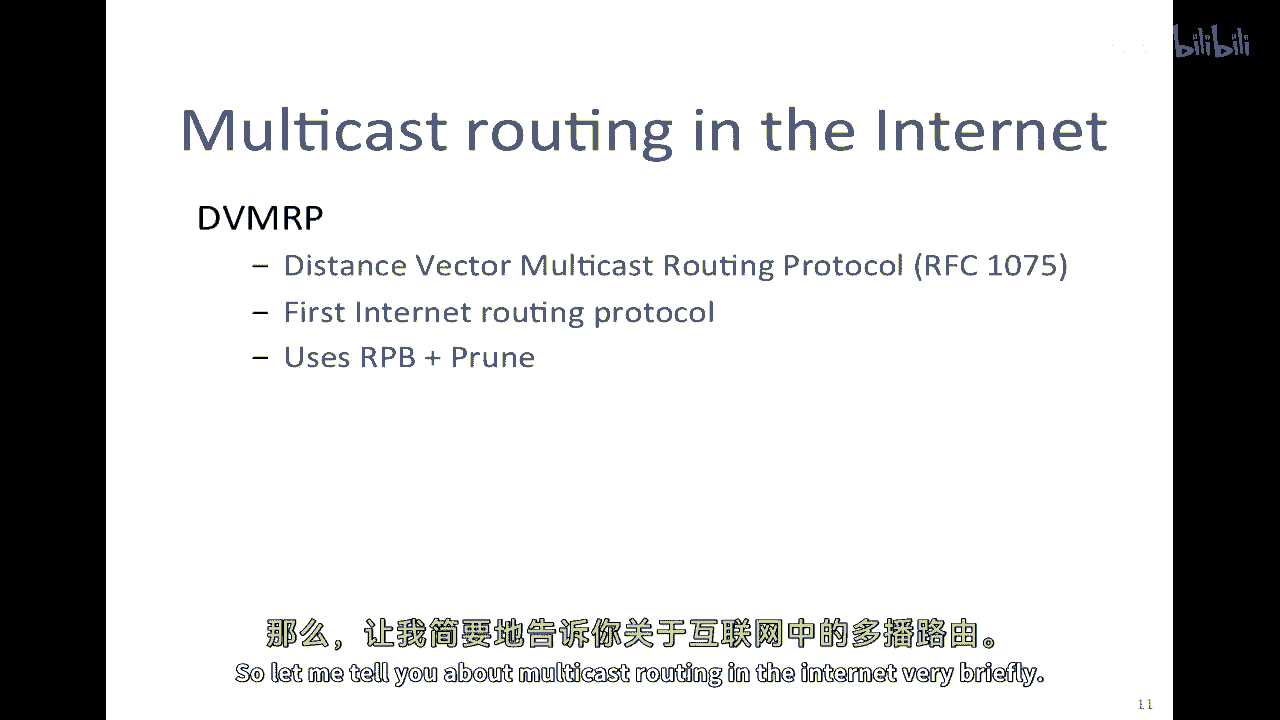 bilibili
Multicast routing in the Internet
DVMRP
– Distance Vector Multicast Routing Protocol (RFC 1075)
– First Internet routing protocol
– Uses RPB + Prune
那么，让我简要地告诉你关于互联网中的多播路由。
So let me tell you about multicast routing in the internet very briefly.
11